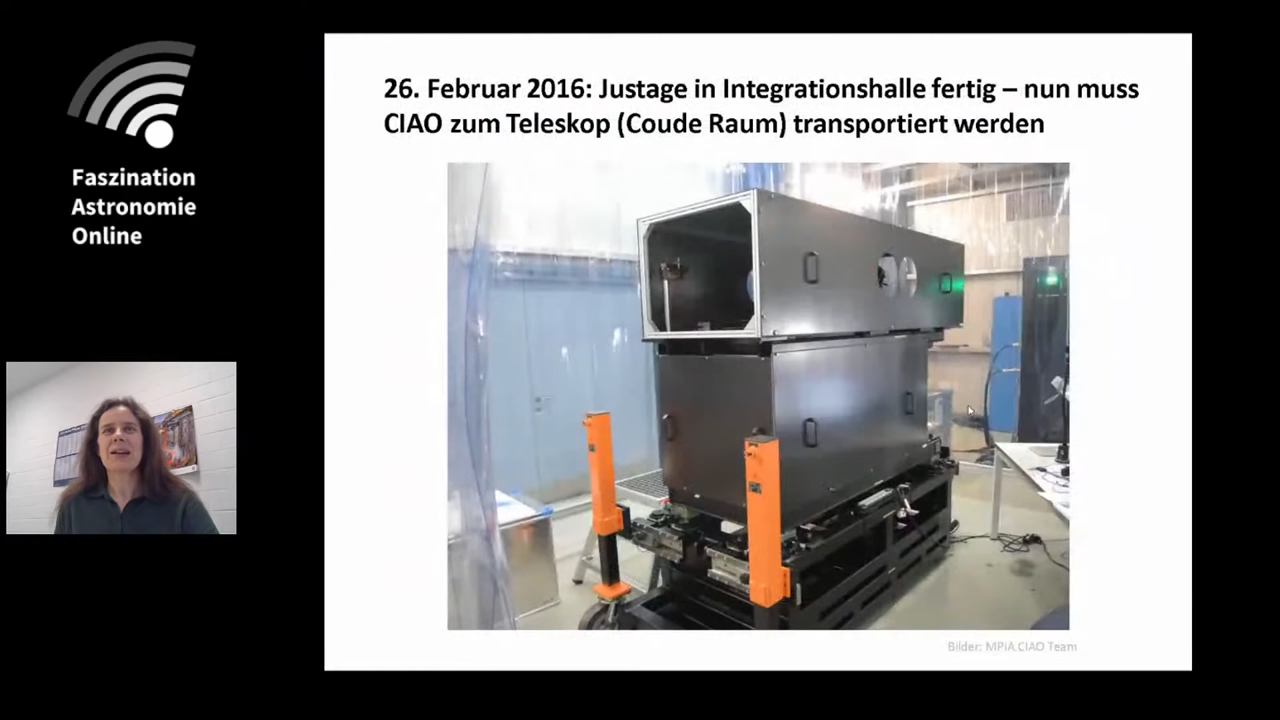 Faszination
Astronomie
Online
26. Februar 2016: Justage in Integrationshalle fertig – nun muss
CIAO zum Teleskop (Coude Raum) transportiert werden
Bilder: MPiA.CIAO Team